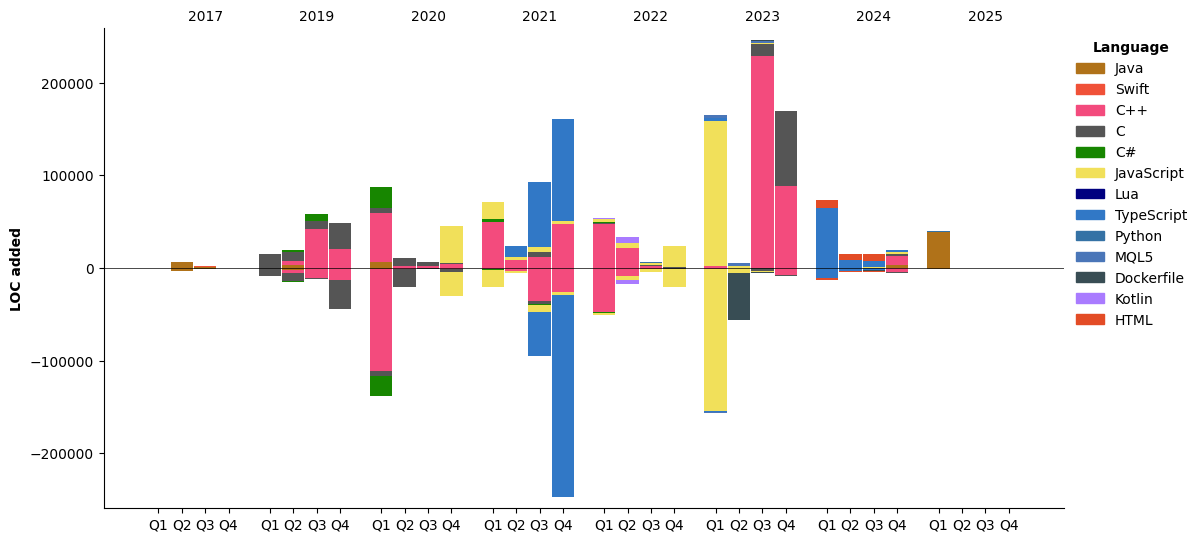 2017 2019 2020 2021 2022 2023 2024 2025
LOC added
200000
100000
0
−100000
−200000
Q1 Q2 Q3 Q4 Q1 Q2 Q3 Q4 Q1 Q2 Q3 Q4 Q1 Q2 Q3 Q4 Q1 Q2 Q3 Q4 Q1 Q2 Q3 Q4 Q1 Q2 Q3 Q4 Q1 Q2 Q3 Q4
Language
Java
Swift
C++
C
C#
JavaScript
Lua
TypeScript
Python
MQL5
Dockerfile
Kotlin
HTML